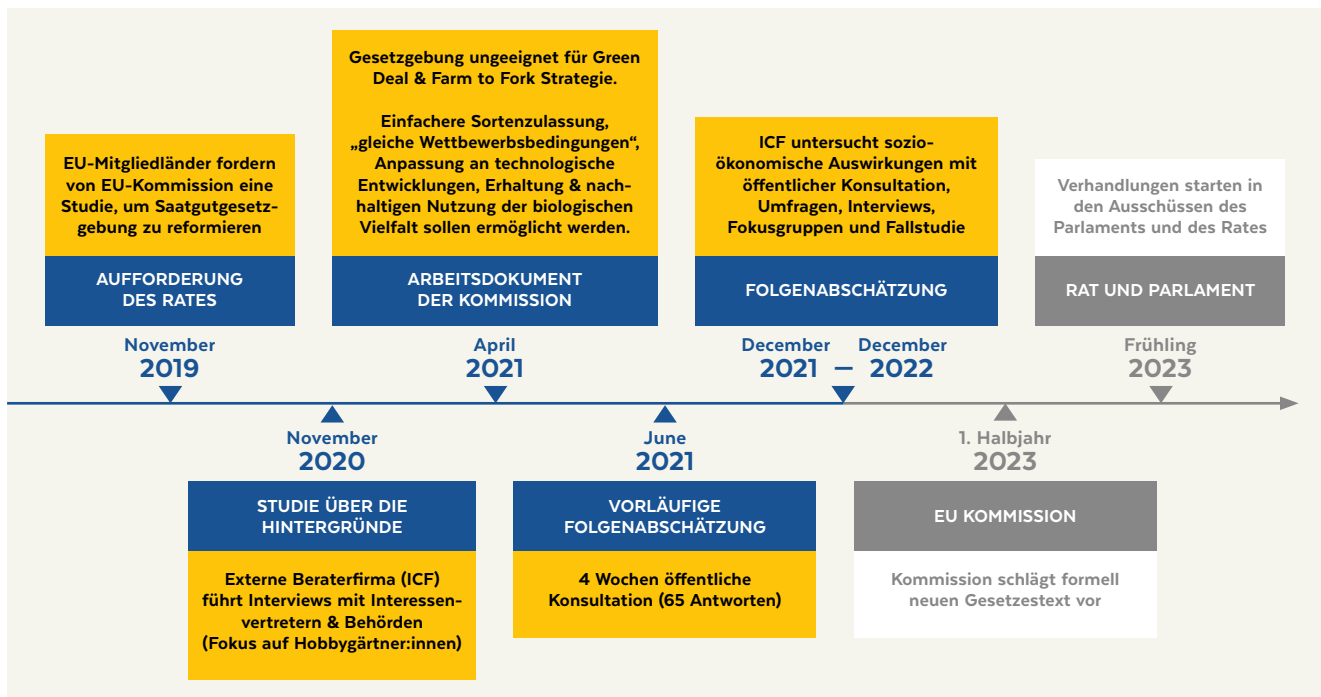 EU-Mitgliedländer fordern
von EU-Kommission eine
Studie, um Saatgutgesetz-
gebung zu reformieren
AUFFORDERUNG
DES RATES
November
2019
November
2020
STUDIE ÜBER DIE
HINTERGRÜNDE
Externe Beraterfirma (ICF)
führt Interviews mit Interessen-
vertretern & Behörden
(Fokus auf Hobbygärtner:innen)
Gesetzgebung ungeeignet für Green
Deal & Farm to Fork Strategie.
Einfachere Sortenzulassung,
„gleiche Wettbewerbsbedingungen“,
Anpassung an technologische
Entwicklungen, Erhaltung & nach-
haltigen Nutzung der biologischen
Vielfalt sollen ermöglicht werden.
ARBEITSDOKUMENT
DER KOMMISSION
April
2021
June
2021
VORLÄUFIGE
FOLGENABSCHÄTZUNG
4 Wochen öffentliche
Konsultation (65 Antworten)
ICF untersucht sozio-
ökonomische Auswirkungen mit
öffentlicher Konsultation,
Umfragen, Interviews,
Fokusgruppen und Fallstudie
FOLGENABSCHÄTZUNG
December December
2021 – 2022
1. Halbjahr
2023
EU KOMMISSION
Kommission schlägt formell
neuen Gesetzestext vor
Verhandlungen starten in
den Ausschüssen des
Parlaments und des Rates
RAT UND PARLAMENT
Frühling
2023